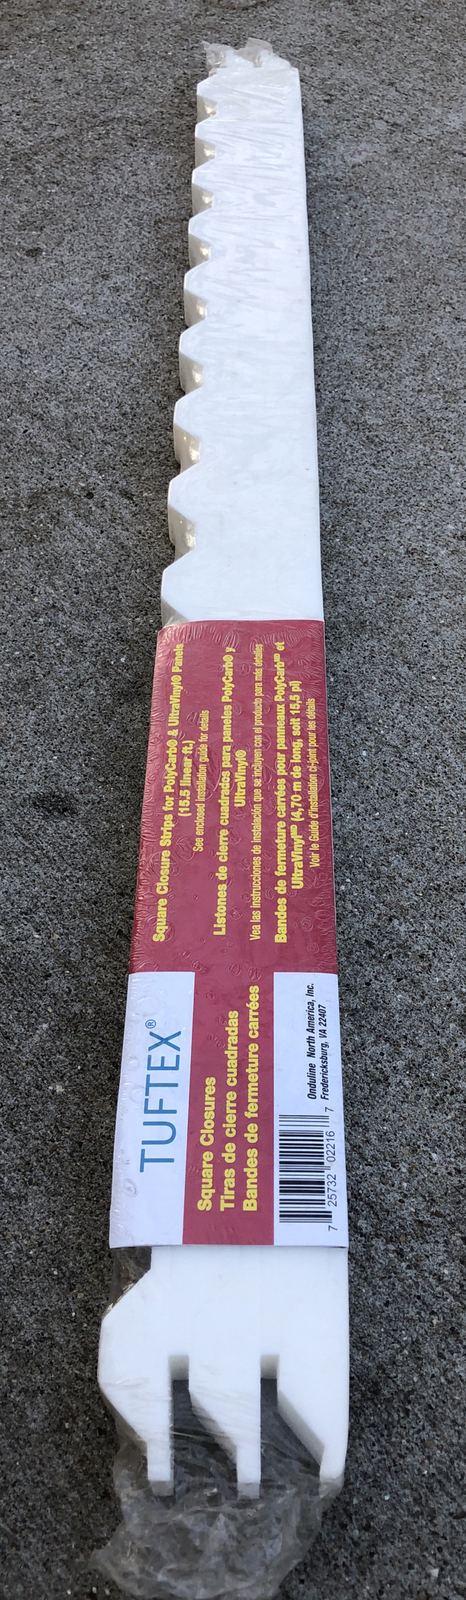 TUFTEX®
Square Closures
Tiras de cierre cuadradas
Bandes de fermeture carrées
7 25732 02216 7
Onduline North America, Inc.
Fredericksburg, VA 22407
Square Closure Strips for PolyCarb® & UltraVinyl® Panels
(15.5 linear ft.)
See enclosed installation guide for details
Listones de cierre cuadrados para paneles PolyCarb® y
UltraVinyl®
Vea las instrucciones de instalación que se incluyen con el producto para más detalles
Bandes de fermeture carrées pour panneaux PolyCarbMD et
UltraVinylMD (4,70 m de long, soit 15,5 pi)
Voir le Guide d'installation ci-joint pour les détails